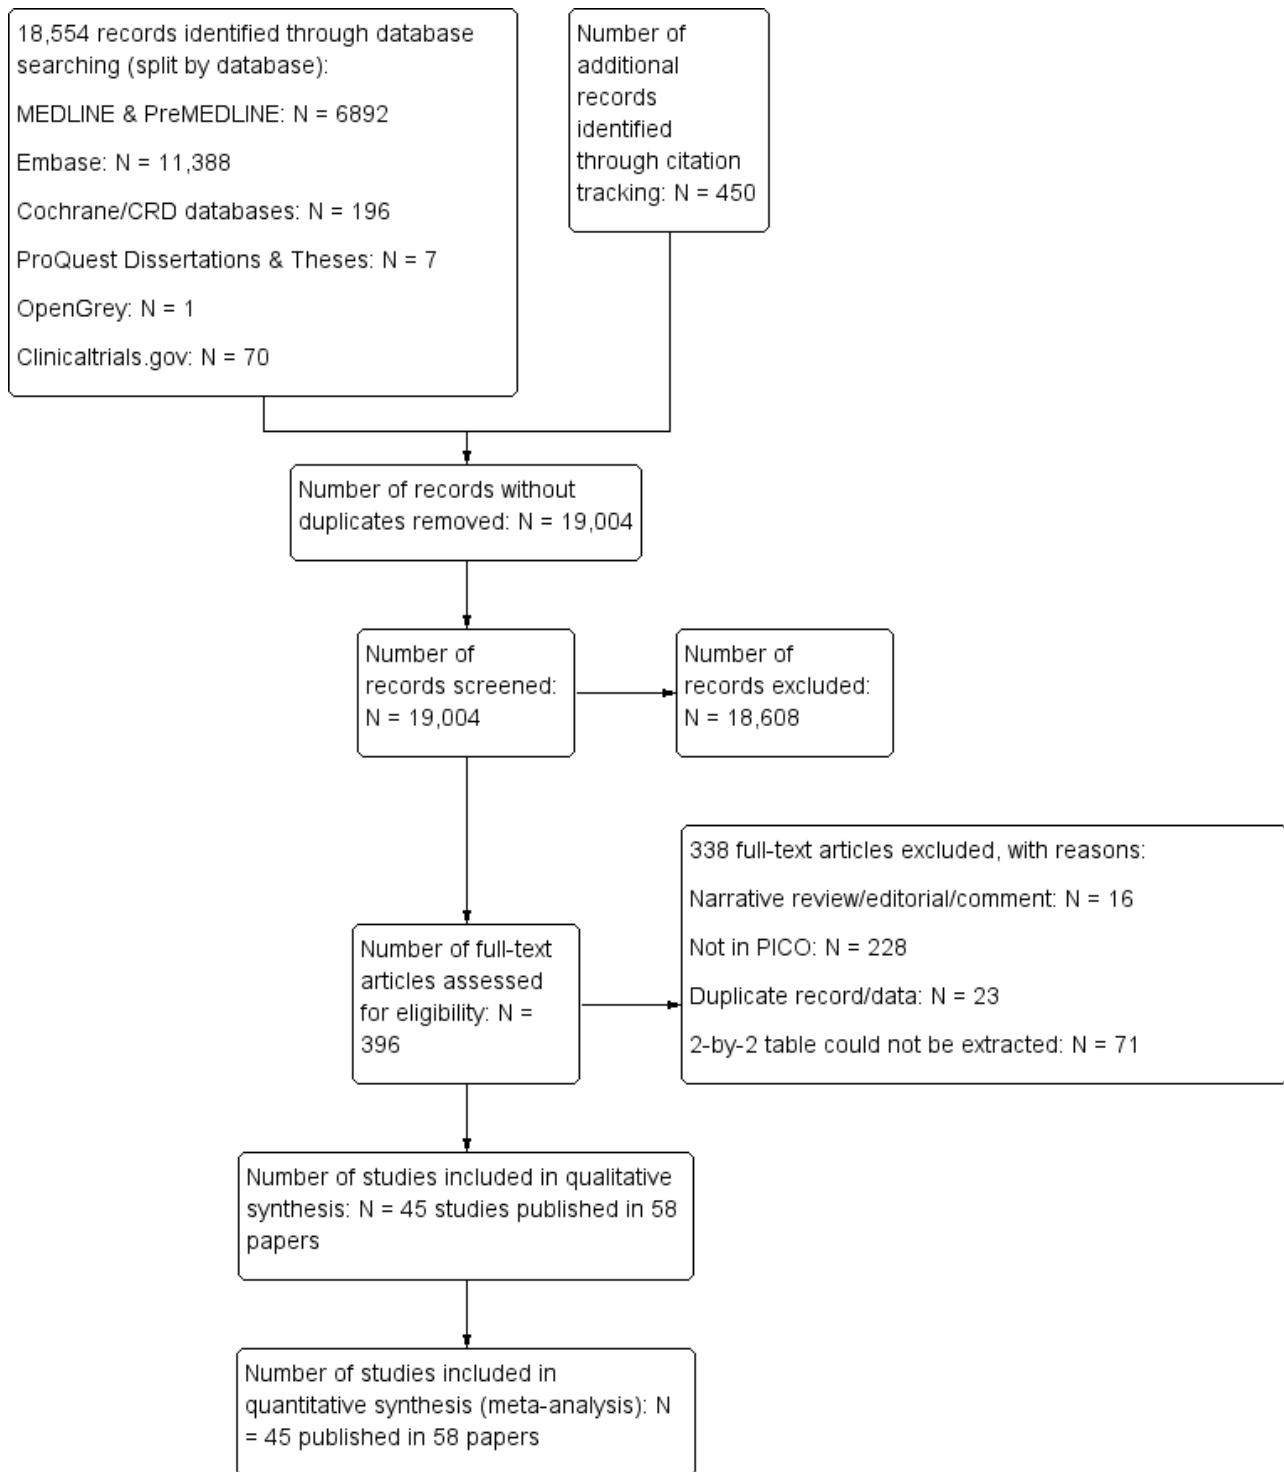 18,554 records identified through database
searching (split by database):
MEDLINE & PreMEDLINE: N = 6892
Embase: N = 11,388
Cochrane/CRD databases: N = 196
ProQuest Dissertations & Theses: N = 7
OpenGrey: N = 1
Clinicaltrials.gov: N = 70
Number of
additional
records
identified
through citation
tracking: N = 450
Number of records without
duplicates removed: N = 19,004
Number of
records screened:
N = 19,004
Number of
records excluded:
N = 18,608
Number of full-text
articles assessed
for eligibility: N =
396
338 full-text articles excluded, with reasons:
Narrative review/editorial/comment: N = 16
Not in PICO: N = 228
Duplicate record/data: N = 23
2-by-2 table could not be extracted: N = 71
Number of studies included in qualitative
synthesis: N = 45 studies published in 58
papers
Number of studies included in
quantitative synthesis (meta-analysis): N
= 45 published in 58 papers